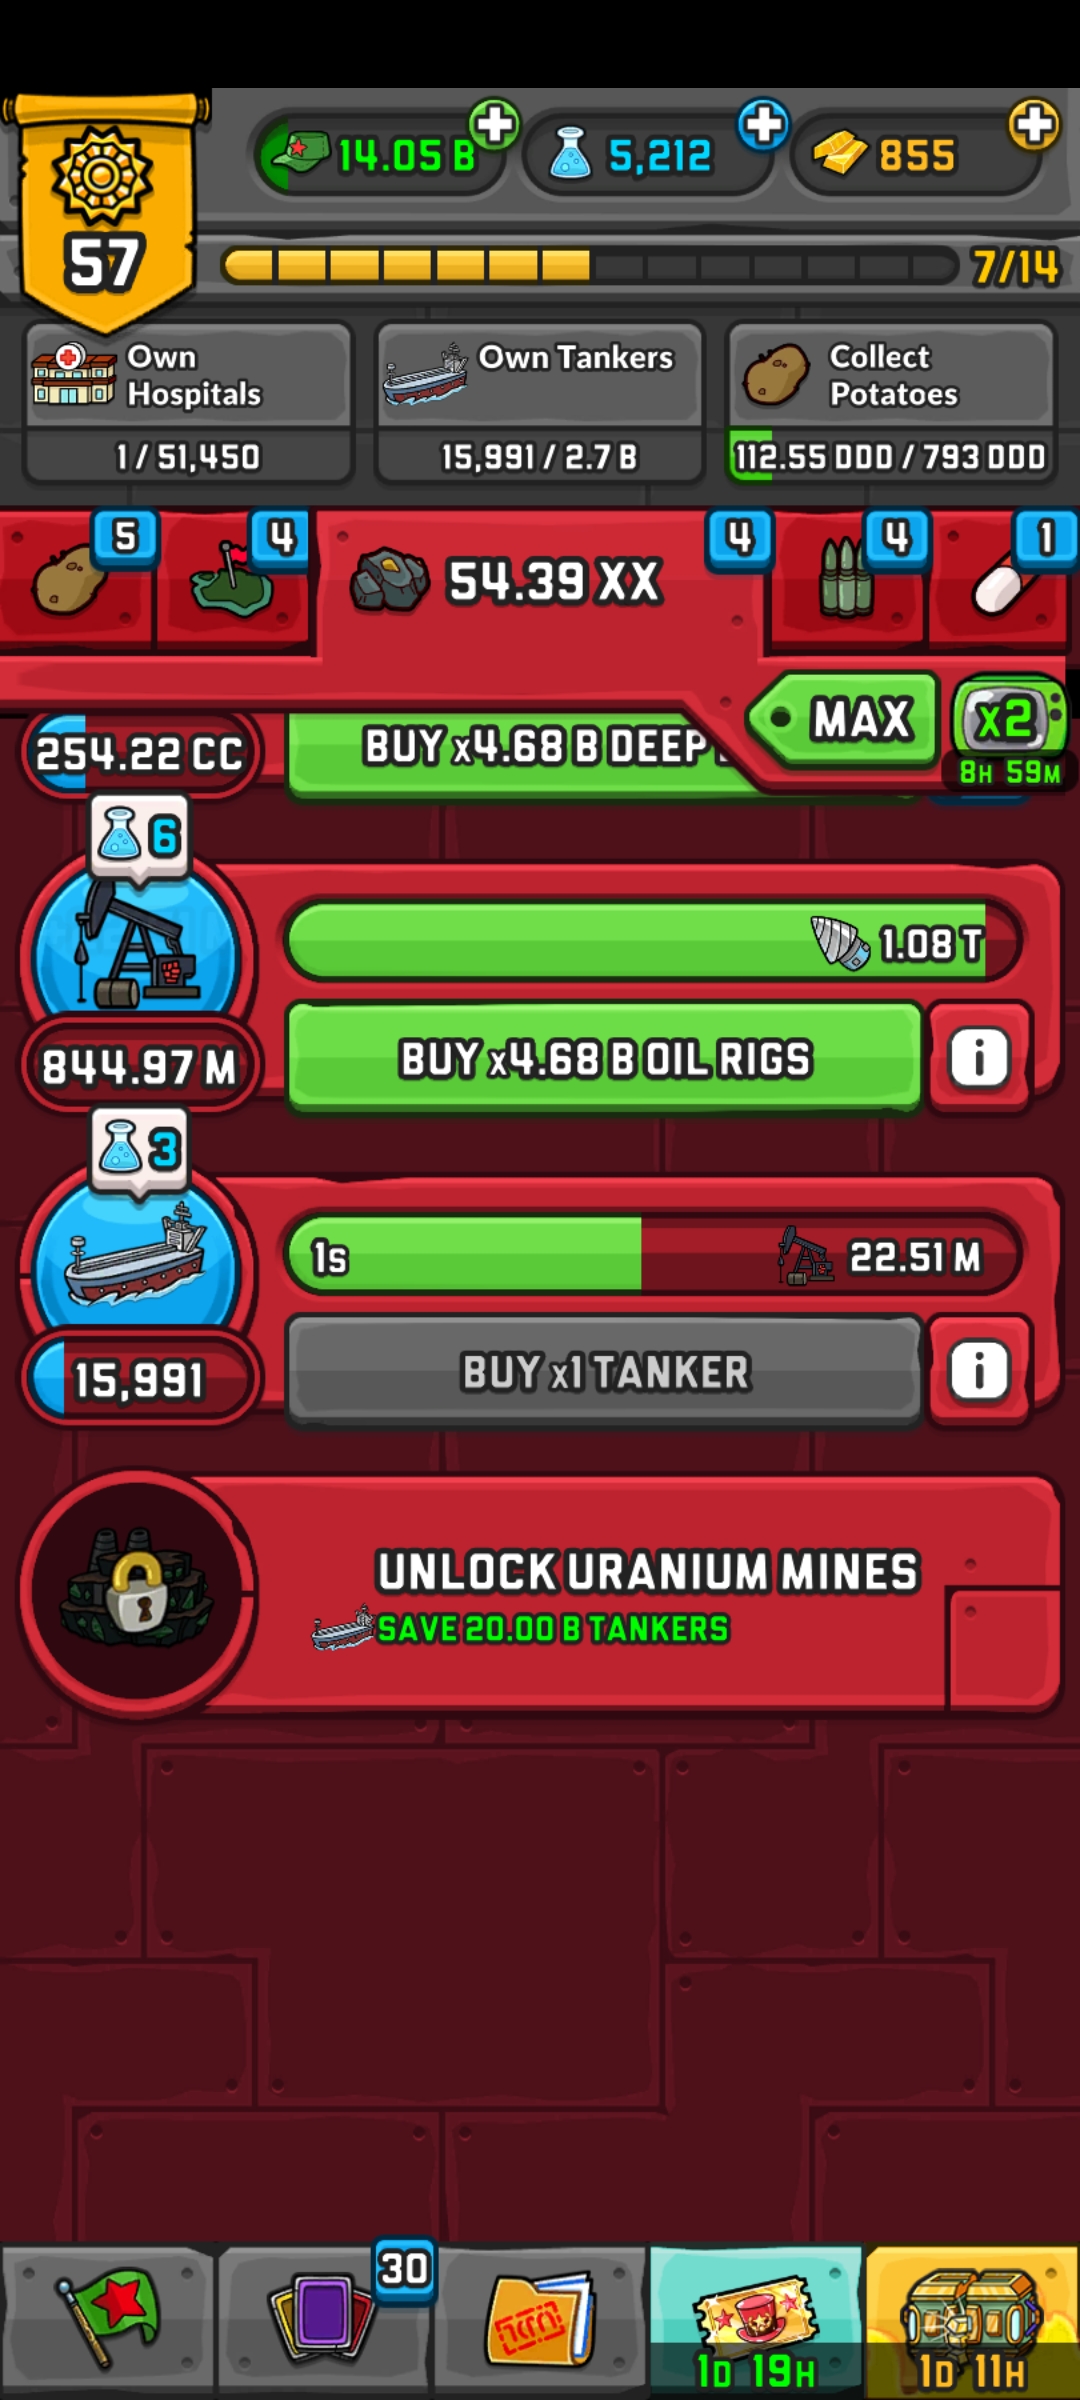 14.05 B
5,212
855
57
7/14
Own
Hospitals
1 / 51,450
Own Tankers
15,991 / 2.7 B
Collect
Potatoes
112.55 DDD / 793 DDD
5
4
54.39 XX
4
4
1
MAX
x2
8H 59M
254.22 CC
BUY x4.68 B DEEP
6
1.08 T
844.97 M
BUY x4.68 B OIL RIGS
i
3
1s
22.51 M
15,991
BUY x1 TANKER
i
UNLOCK URANIUM MINES
SAVE 20.00 B TANKERS
30
1D 19H
1D 11H